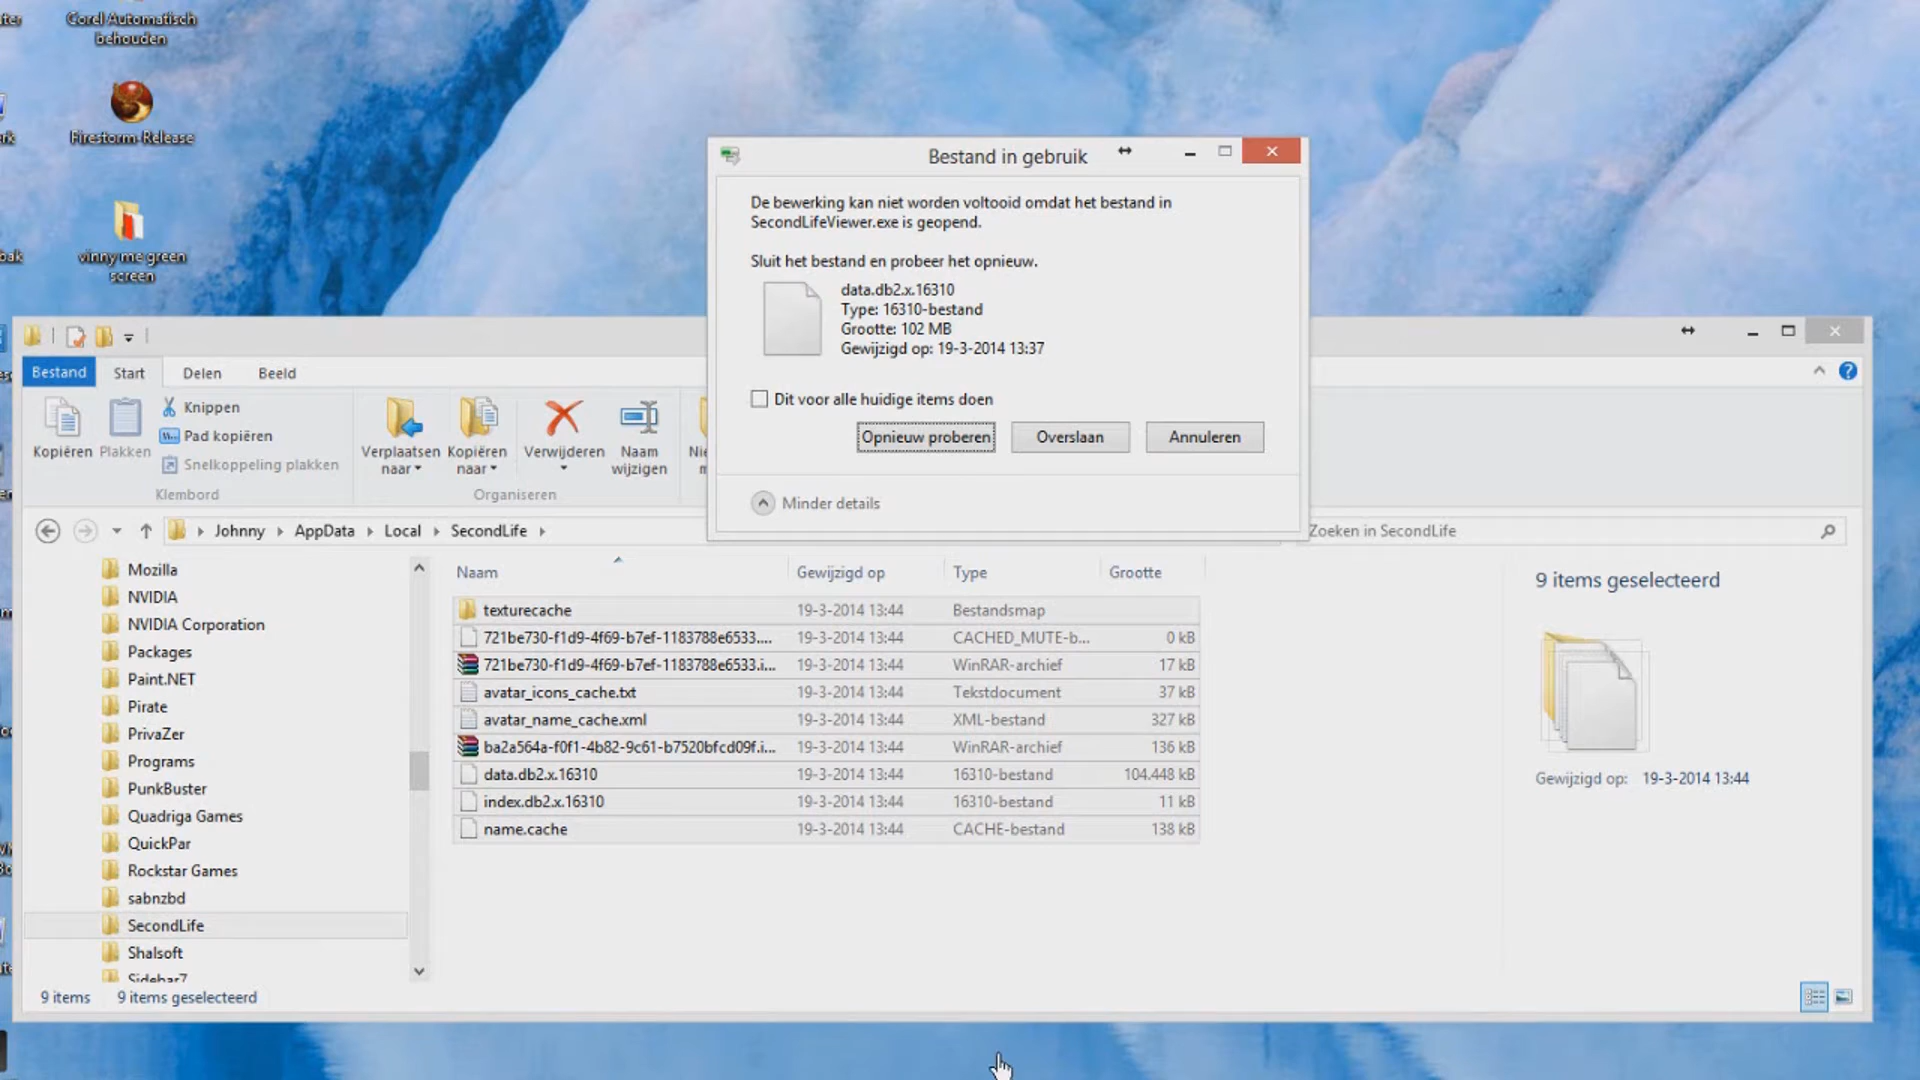 Corel Automatisch
behouden
Firestorm-Release
vinny me green
screen
Bestand in gebruik
De bewerking kan niet worden voltooid omdat het bestand in
SecondLifeViewer.exe is geopend.
Sluit het bestand en probeer het opnieuw.
data.db2.x.16310
Type: 16310-bestand
Grootte: 102 MB
Gewijzigd op: 19-3-2014 13:37
Dit voor alle huidige items doen
Opnieuw proberen
Overslaan
Annuleren
Minder details
Bestand
Start
Delen
Beeld
Kopiëren
Plakken
Knippen
Pad kopiëren
Snelkoppeling plakken
Klembord
Verplaatsen
naar
Kopiëren
naar
Verwijderen
Naam
wijzigen
Organiseren
Johnny
AppData
Local
SecondLife
Zoeken in SecondLife
Mozilla
NVIDIA
NVIDIA Corporation
Packages
Paint.NET
Pirate
PrivaZer
Programs
PunkBuster
Quadriga Games
QuickPar
Rockstar Games
sabnzbd
SecondLife
Shalsoft
Sidebar7
Naam Gewijzigd op Type Grootte
texturecache 19-3-2014 13:44 Bestandsmap
721be730-f1d9-4f69-b7ef-1183788e6533.... 19-3-2014 13:44 CACHED_MUTE-b... 0 kB
721be730-f1d9-4f69-b7ef-1183788e6533.i... 19-3-2014 13:44 WinRAR-archief 17 kB
avatar_icons_cache.txt 19-3-2014 13:44 Tekstdocument 37 kB
avatar_name_cache.xml 19-3-2014 13:44 XML-bestand 327 kB
ba2a564a-f0f1-4b82-9c61-b7520bfcd09f.i... 19-3-2014 13:44 WinRAR-archief 136 kB
data.db2.x.16310 19-3-2014 13:44 16310-bestand 104.448 kB
index.db2.x.16310 19-3-2014 13:44 16310-bestand 11 kB
name.cache 19-3-2014 13:44 CACHE-bestand 138 kB
9 items geselecteerd
Gewijzigd op: 19-3-2014 13:44
9 items
9 items geselecteerd